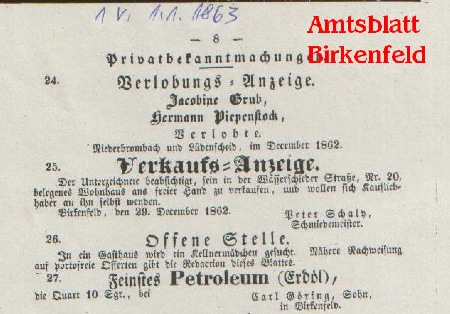 1 V. 1.1.1863
Amtsblatt
Birkenfeld
— 8 —
Privatbekanntmachungen.
24. Verlobungs-Anzeige.
Jacobine Grub,
Hermann Piepenstock,
Verlobte.
Niederbrombach und Lüdenscheid, im December 1862.
25. Verkaufs-Anzeige.
Der Unterzeichnete beabsichtigt, sein in der Wasserschieder Straße, Nr. 20,
belegenes Wohnhaus aus freier Hand zu verkaufen, und wollen sich Kauflieb-
haber an ihn selbst wenden.
Birkenfeld, den 29. December 1862.
Peter Schaly,
Schmiedemeister.
26. Offene Stelle.
In ein Gasthaus wird ein Kellnermädchen gesucht. Nähere Nachweisung
auf portofreie Offerten gibt die Redaction dieses Blattes.
27. Feinstes Petroleum (Erdöl),
die Quart 10 Sgr., bei
Carl Göring, Sohn,
in Birkenfeld.